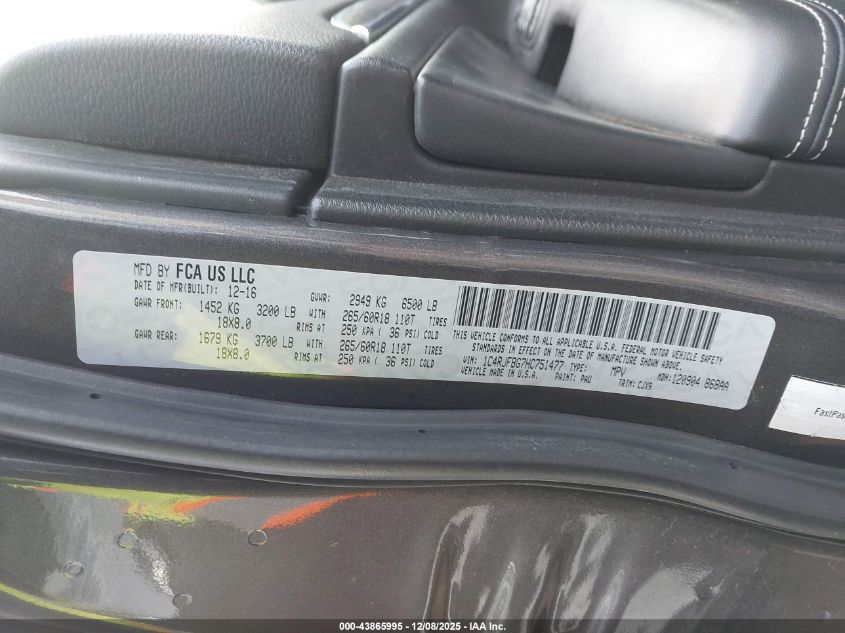 MFD BY FCA US LLC
DATE OF MFR(BUILT): 12-16 GVWR: 2949 KG 6500 LB
GAWR FRONT: 1452 KG 3200 LB WITH 265/60R18 110T TIRES
18X8.0 RIMS AT 250 KPA ( 36 PSI) COLD
GAWR REAR: 1679 KG 3700 LB WITH 265/60R18 110T TIRES
18X8.0 RIMS AT 250 KPA ( 36 PSI) COLD
THIS VEHICLE CONFORMS TO ALL APPLICABLE U.S.A. FEDERAL MOTOR VEHICLE SAFETY
STANDARDS IN EFFECT ON THE DATE OF MANUFACTURE SHOWN ABOVE.
VIN: 1C4RJFBG7HC751477 TYPE: MPV MDH: 120904 868AA
VEHICLE MADE IN U.S.A. PAINT: PAU TRIM: CJX9
FastPas
000-43865995 - 12/08/2025 - IAA Inc.